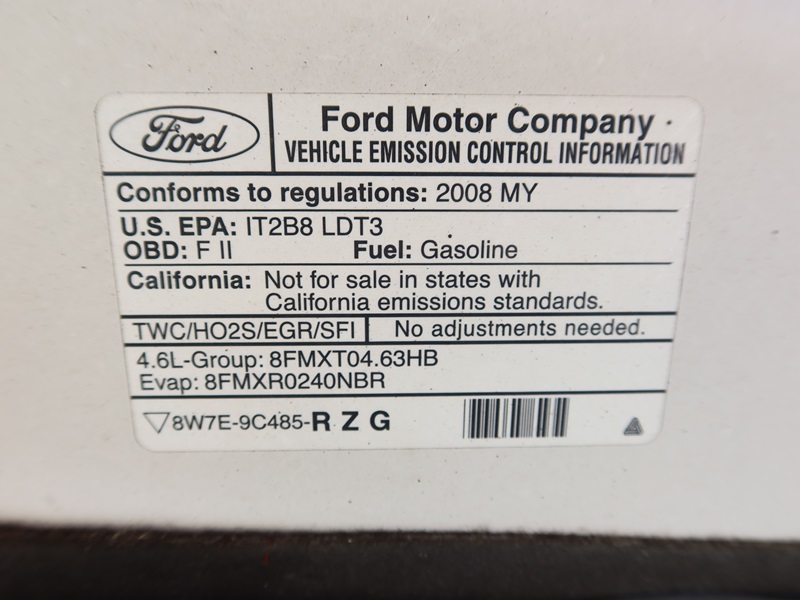 Ford
Ford Motor Company
VEHICLE EMISSION CONTROL INFORMATION
Conforms to regulations: 2008 MY
U.S. EPA: IT2B8 LDT3
OBD: F II Fuel: Gasoline
California: Not for sale in states with
California emissions standards.
TWC/HO2S/EGR/SFI No adjustments needed.
4.6L-Group: 8FMXT04.63HB
Evap: 8FMXR0240NBR
8W7E-9C485-R Z G